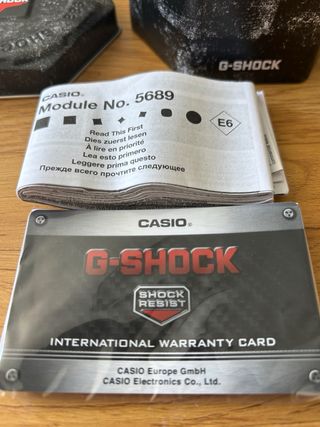 G-SHOCK
CASIO®
Module No. 5689
E6
Read This First
Dies zuerst lesen
À lire en priorité
Lea esto primero
Leggere prima questo
Прежде всего прочтите следующее
CASIO®
G-SHOCK
SHOCK
RESIST
INTERNATIONAL WARRANTY CARD
CASIO Europe GmbH
CASIO Electronics Co., Ltd.